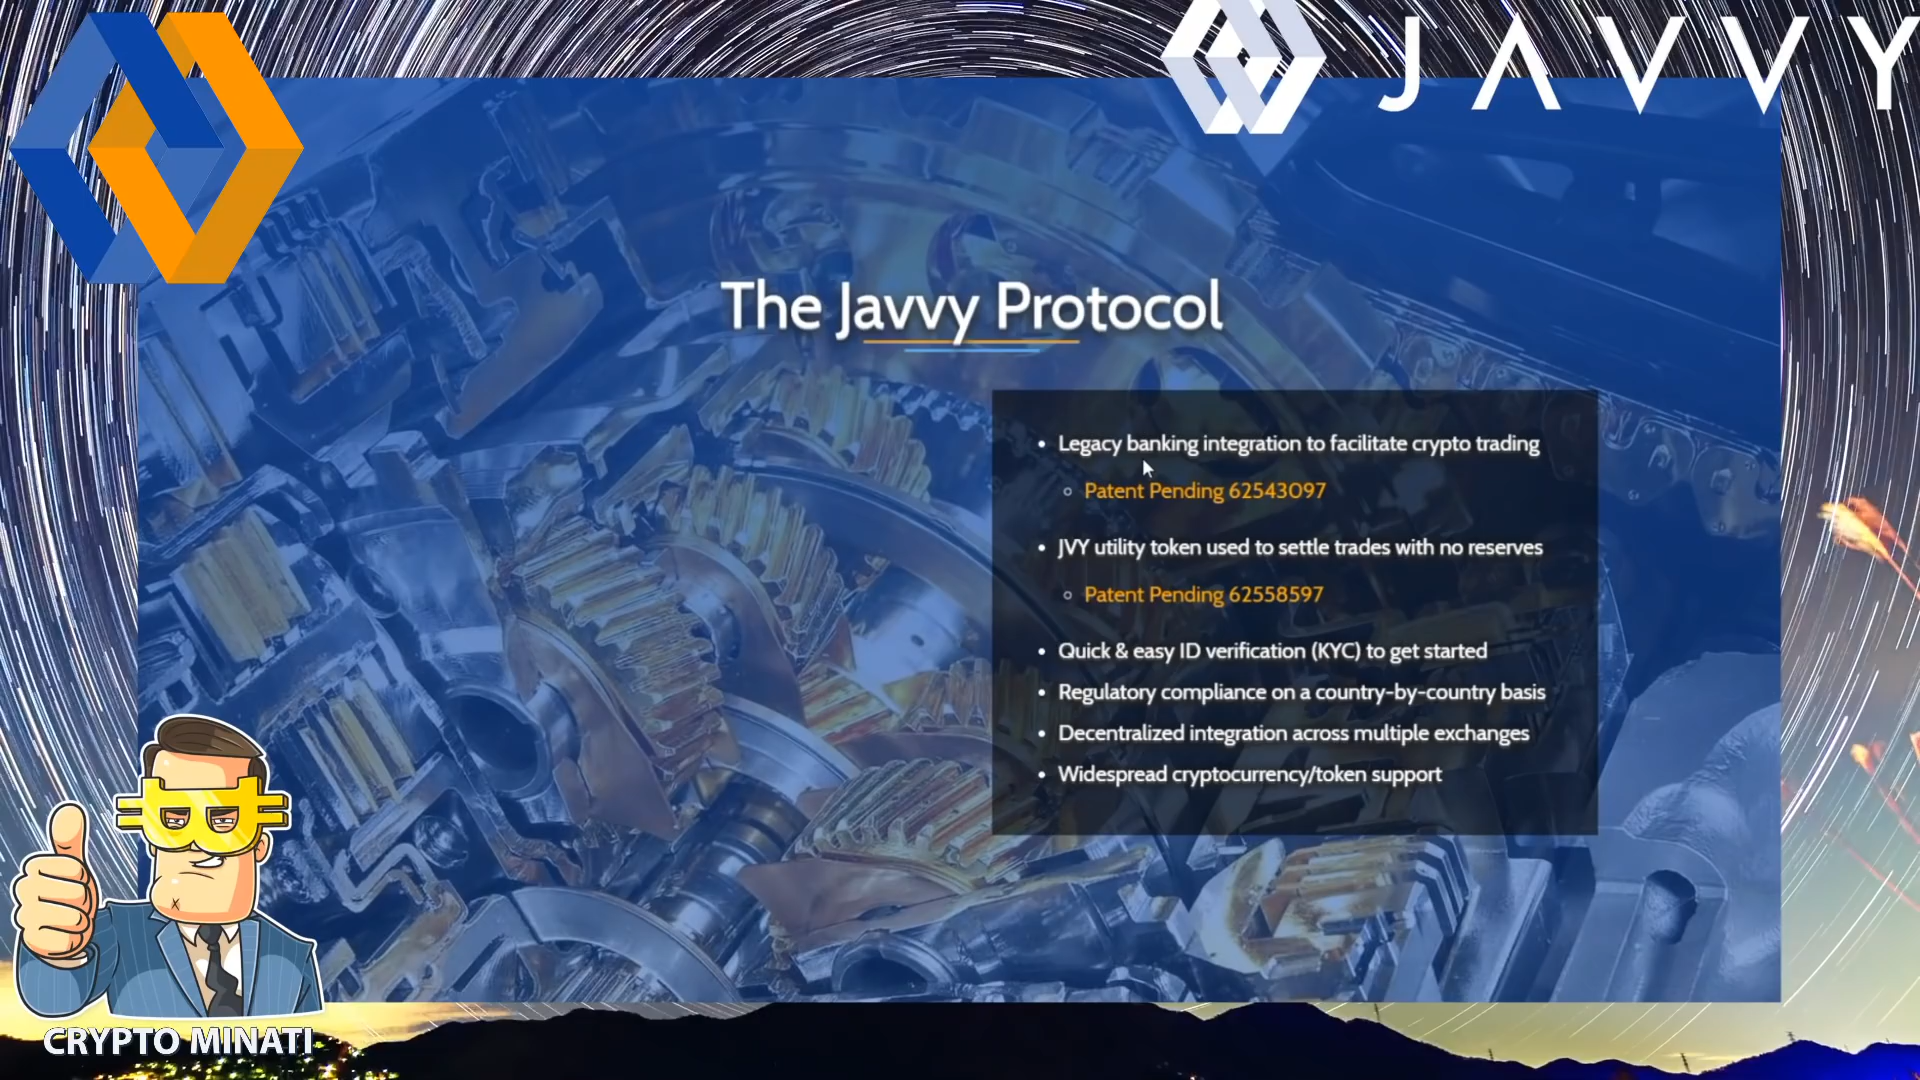 JAVVY
The Javvy Protocol
• Legacy banking integration to facilitate crypto trading
◦ Patent Pending 62543097
• JVY utility token used to settle trades with no reserves
◦ Patent Pending 62558597
• Quick & easy ID verification (KYC) to get started
• Regulatory compliance on a country-by-country basis
• Decentralized integration across multiple exchanges
• Widespread cryptocurrency/token support
CRYPTO MINATI